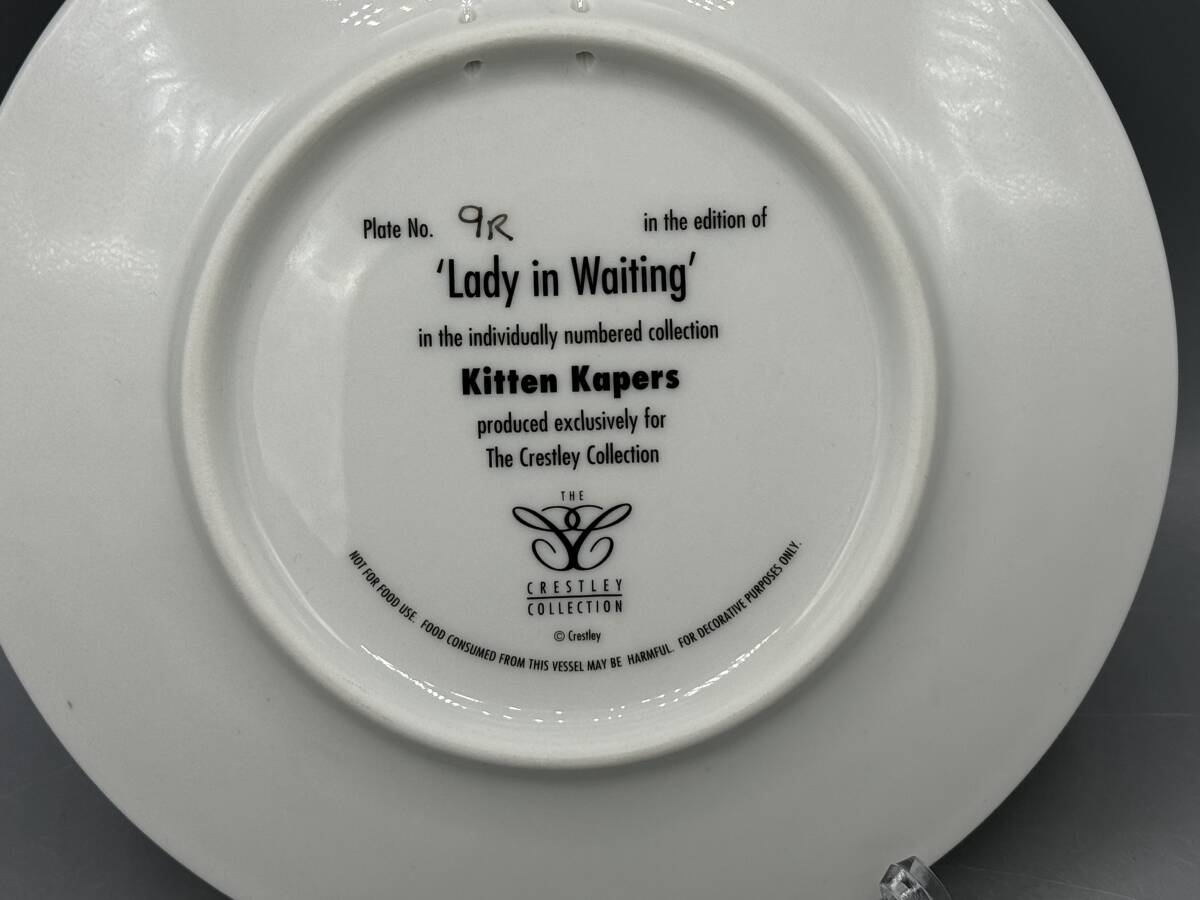 Plate No. 9R in the edition of
'Lady in Waiting'
in the individually numbered collection
Kitten Kapers
produced exclusively for
The Crestley Collection
THE
CRESTLEY
COLLECTION
© Crestley
NOT FOR FOOD USE. FOOD CONSUMED FROM THIS VESSEL MAY BE HARMFUL. FOR DECORATIVE PURPOSES ONLY.